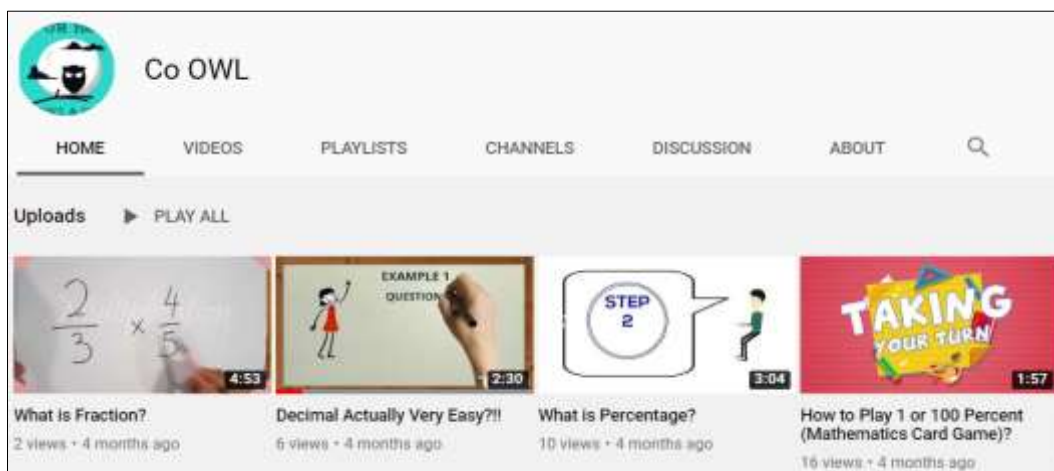 Co OWL
HOME VIDEOS PLAYLISTS CHANNELS DISCUSSION ABOUT
Uploads PLAY ALL
2/3 x 4/5
4:53
EXAMPLE 1
QUESTION
2:30
STEP
2
3:04
TAKING
YOUR TURN
1:57
What is Fraction?
2 views • 4 months ago
Decimal Actually Very Easy?!!
6 views • 4 months ago
What is Percentage?
10 views • 4 months ago
How to Play 1 or 100 Percent
(Mathematics Card Game)?
16 views • 4 months ago